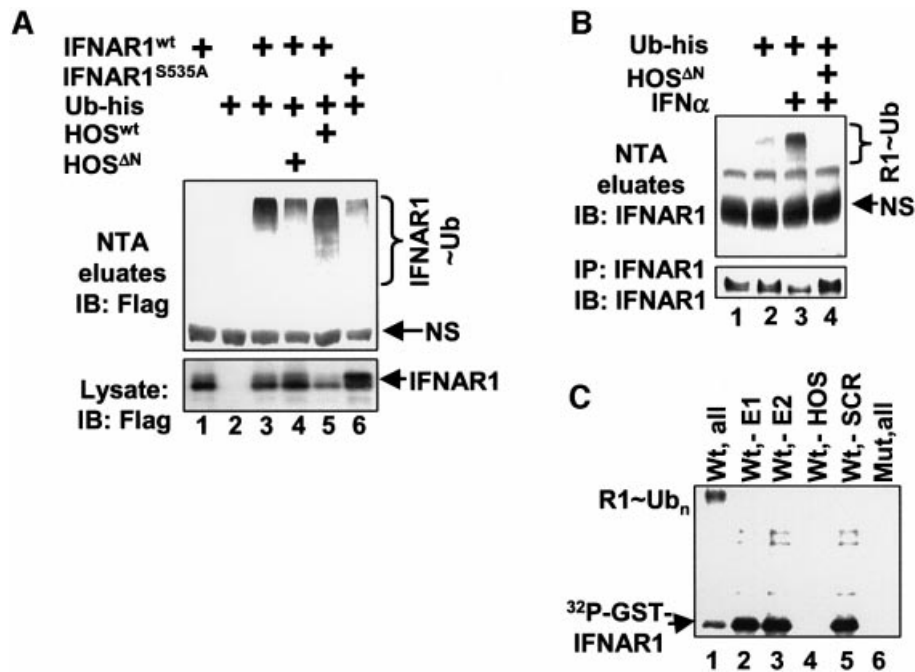 A
IFNAR1wt + + + +
IFNAR1S535A +
Ub-his + + + + +
HOSwt +
HOSΔN +
NTA
eluates
IB: Flag
IFNAR1
~Ub
NS
Lysate:
IB: Flag
IFNAR1
1 2 3 4 5 6
B
Ub-his + + +
HOSΔN +
IFNα + +
NTA
eluates
IB: IFNAR1
R1~Ub
NS
IP: IFNAR1
IB: IFNAR1
1 2 3 4
C
Wt, all
Wt,- E1
Wt,- E2
Wt,- HOS
Wt,- SCR
Mut,all
R1~Ubn
32P-GST-
IFNAR1
1 2 3 4 5 6